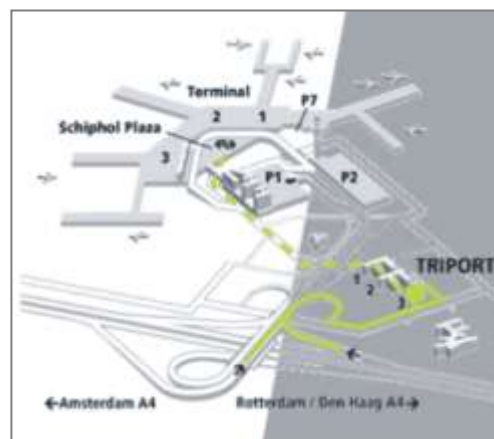 Terminal
2
1
P7
Schiphol Plaza
3
P1
P2
TRIPORT
1
2
3
←Amsterdam A4
Rotterdam / Den Haag A4→